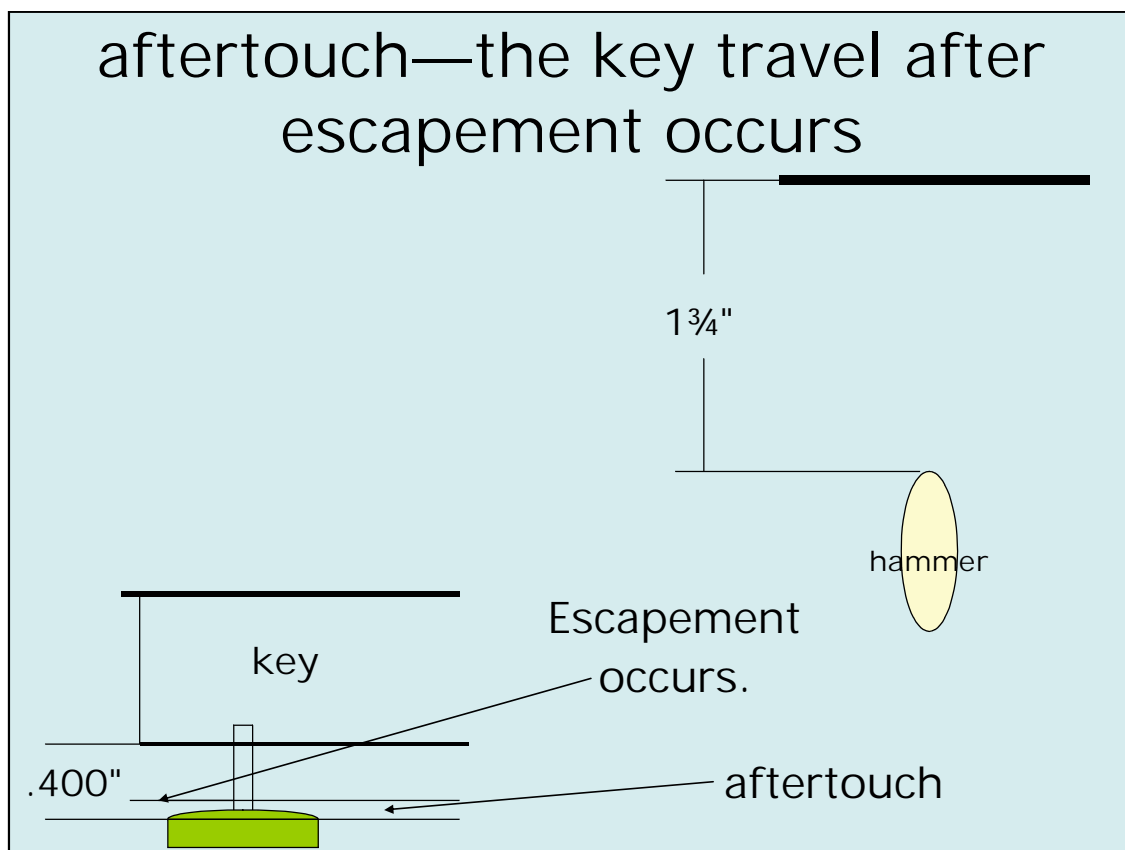 aftertouch—the key travel after
escapement occurs
1¾"
hammer
Escapement
occurs.
key
.400"
aftertouch